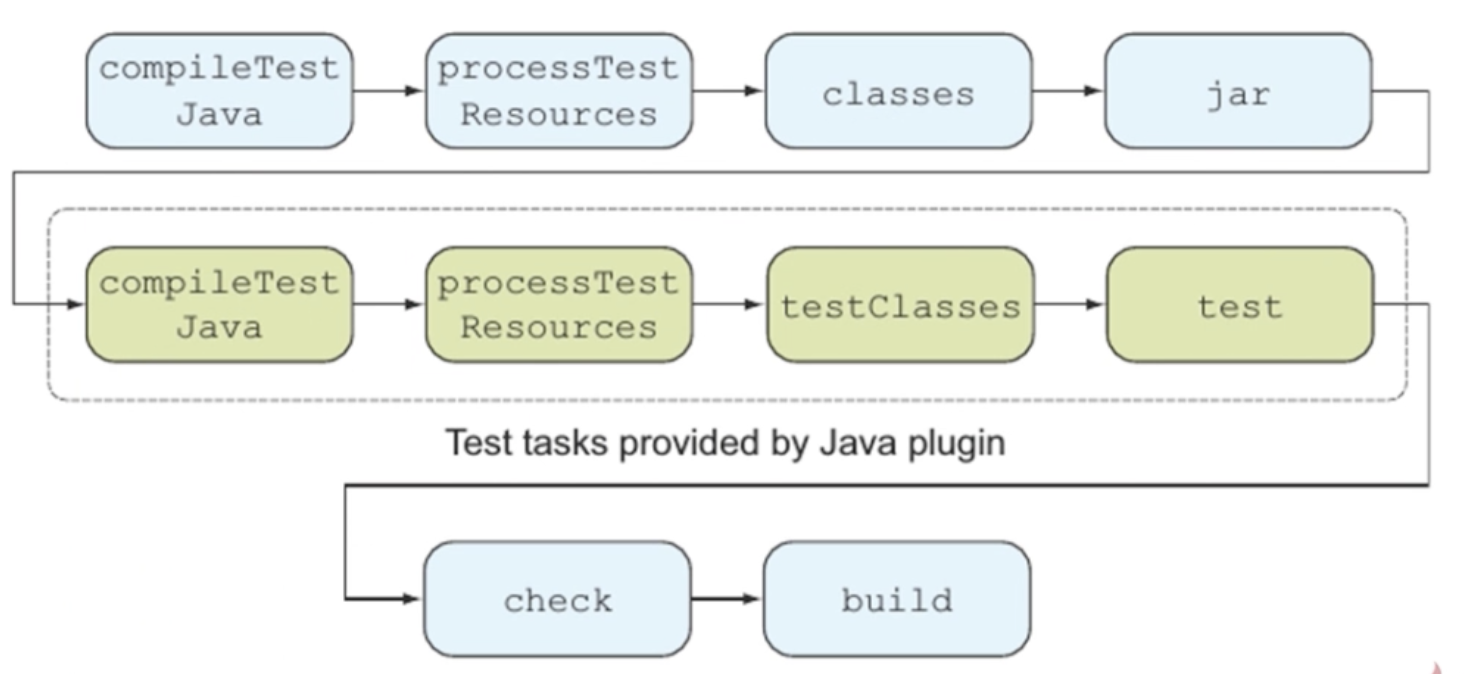 compileTest
Java
processTest
Resources
classes
jar
compileTest
Java
processTest
Resources
testClasses
test
Test tasks provided by Java plugin
check
build